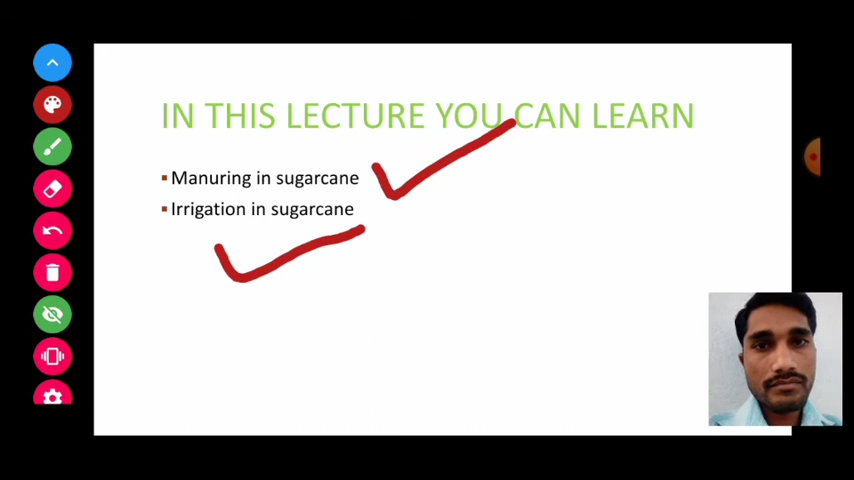 IN THIS LECTURE YOU CAN LEARN
Manuring in sugarcane
Irrigation in sugarcane